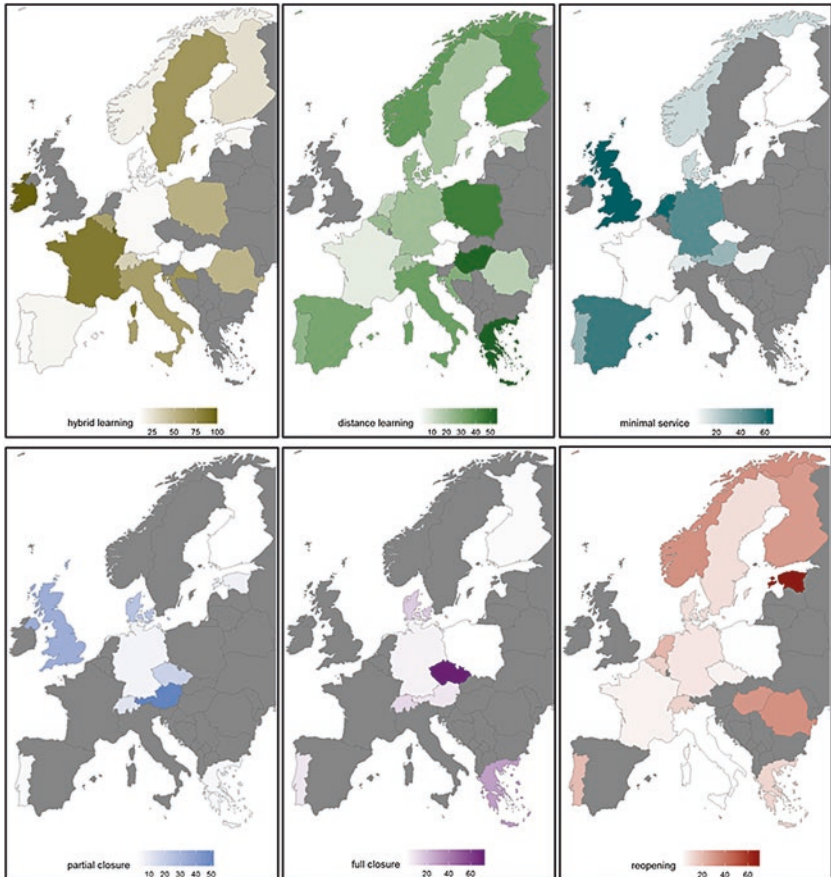 hybrid learning
25 50 75 100
distance learning
10 20 30 40 50
minimal service
20 40 60
partial closure
10 20 30 40 50
full closure
20 40 60
reopening
20 40 60